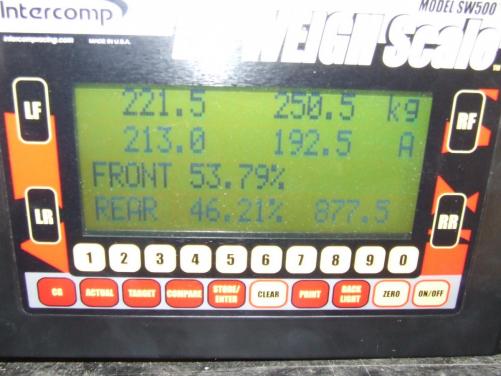 Intercomp
MODEL SW500
intercompracing.com MADE IN U.S.A.
WEIGH Scale
LF
RF
221.5 250.5 kg
213.0 192.5 A
FRONT 53.79%
REAR 46.21% 877.5
LR
RR
1 2 3 4 5 6 7 8 9 0
CG ACTUAL TARGET COMPARE STORE/ENTER CLEAR PRINT BACK LIGHT ZERO ON/OFF